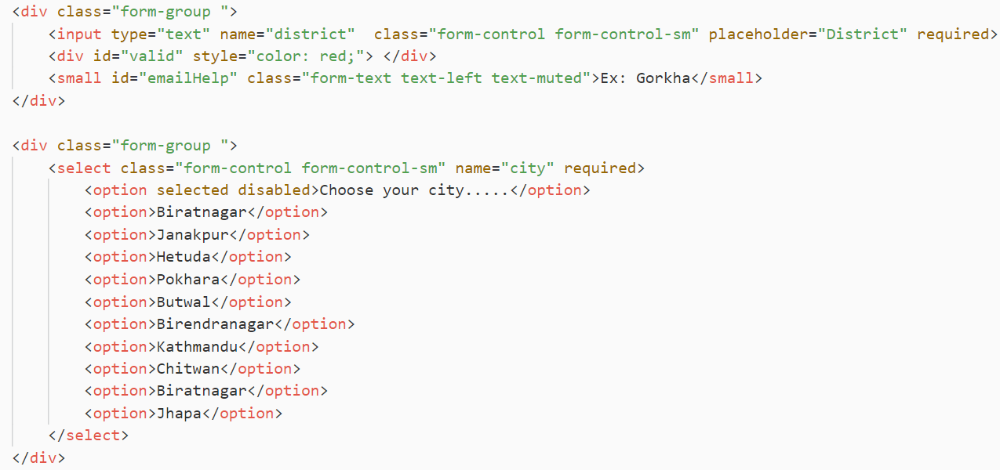 <div class="form-group ">
    <input type="text" name="district"  class="form-control form-control-sm" placeholder="District" required>
    <div id="valid" style="color: red;"> </div>
    <small id="emailHelp" class="form-text text-left text-muted">Ex: Gorkha</small>
</div>

<div class="form-group ">
    <select class="form-control form-control-sm" name="city" required>
        <option selected disabled>Choose your city.....</option>
        <option>Biratnagar</option>
        <option>Janakpur</option>
        <option>Hetuda</option>
        <option>Pokhara</option>
        <option>Butwal</option>
        <option>Birendranagar</option>
        <option>Kathmandu</option>
        <option>Chitwan</option>
        <option>Biratnagar</option>
        <option>Jhapa</option>
    </select>
</div>